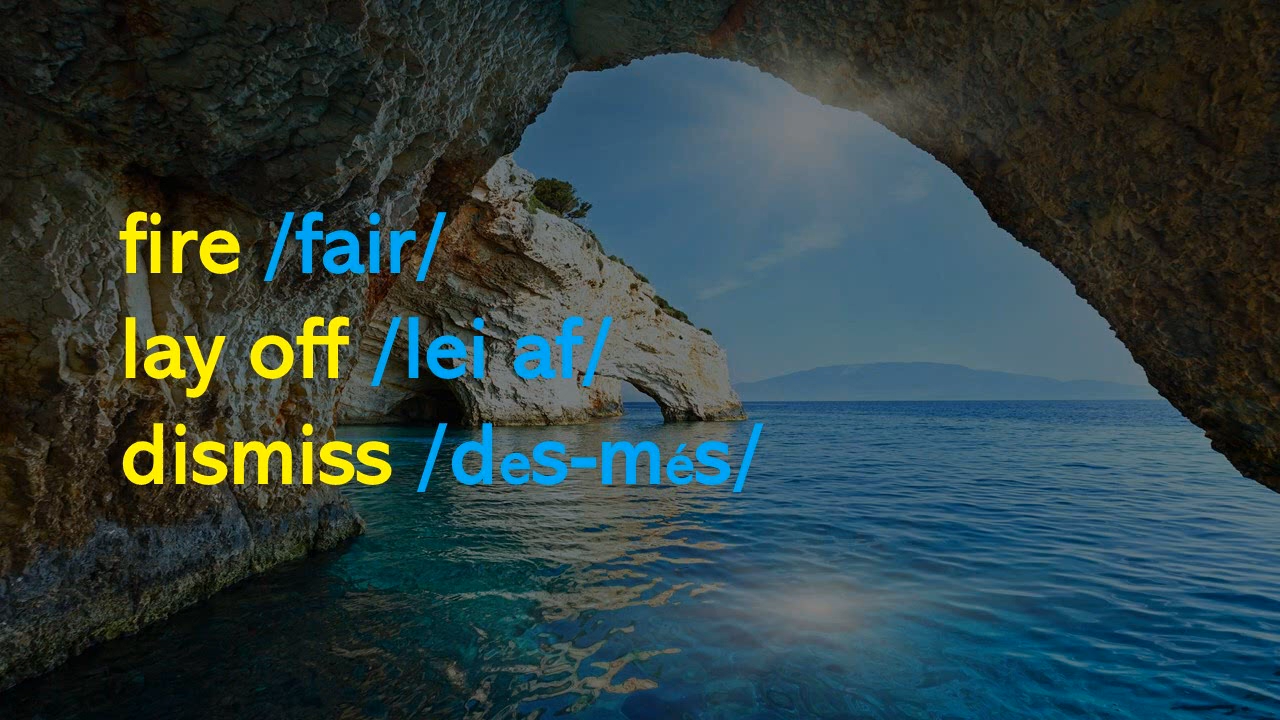 fire /fair/
lay off /lei af/
dismiss /des-més/